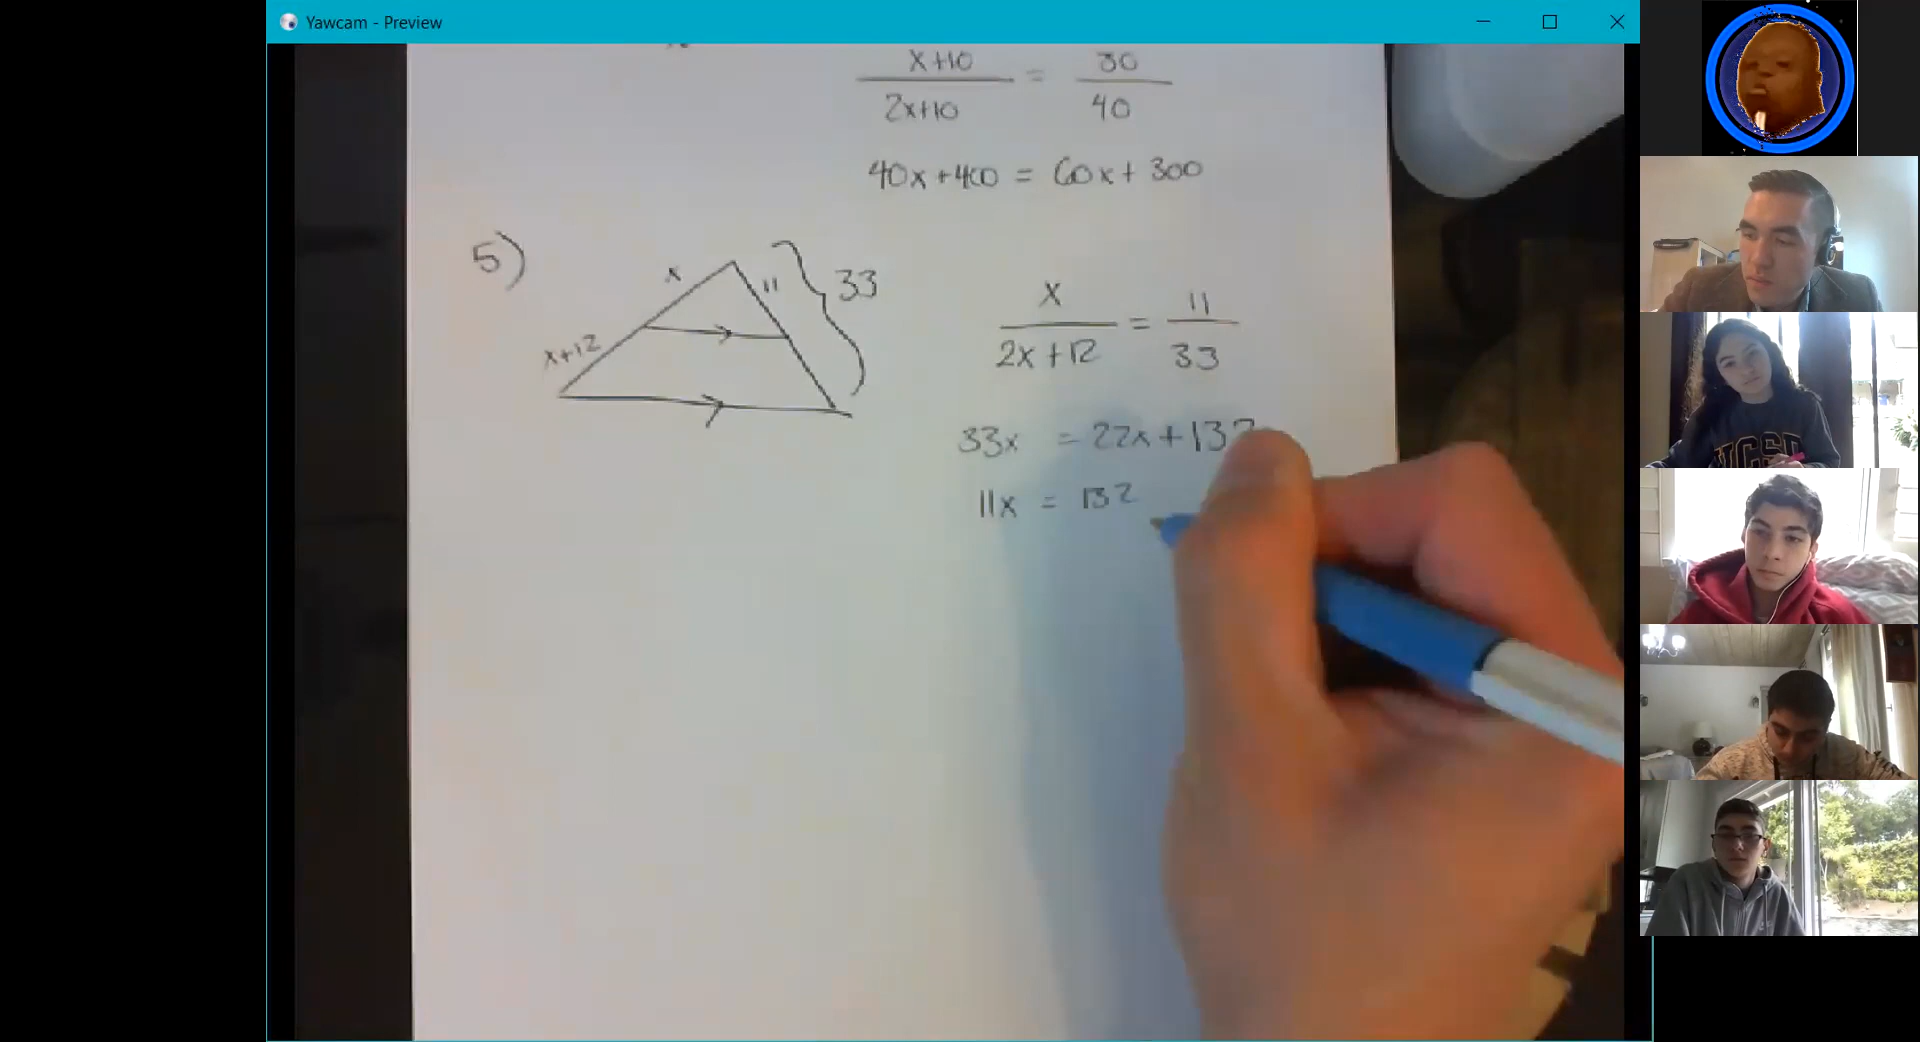 Yawcam - Preview
x+10 = 30
2x+10 40
40x+400 = 60x+300
5)
x 11 33
x+12
x = 11
2x+12 33
33x = 22x+132
11x = 132
UCSD